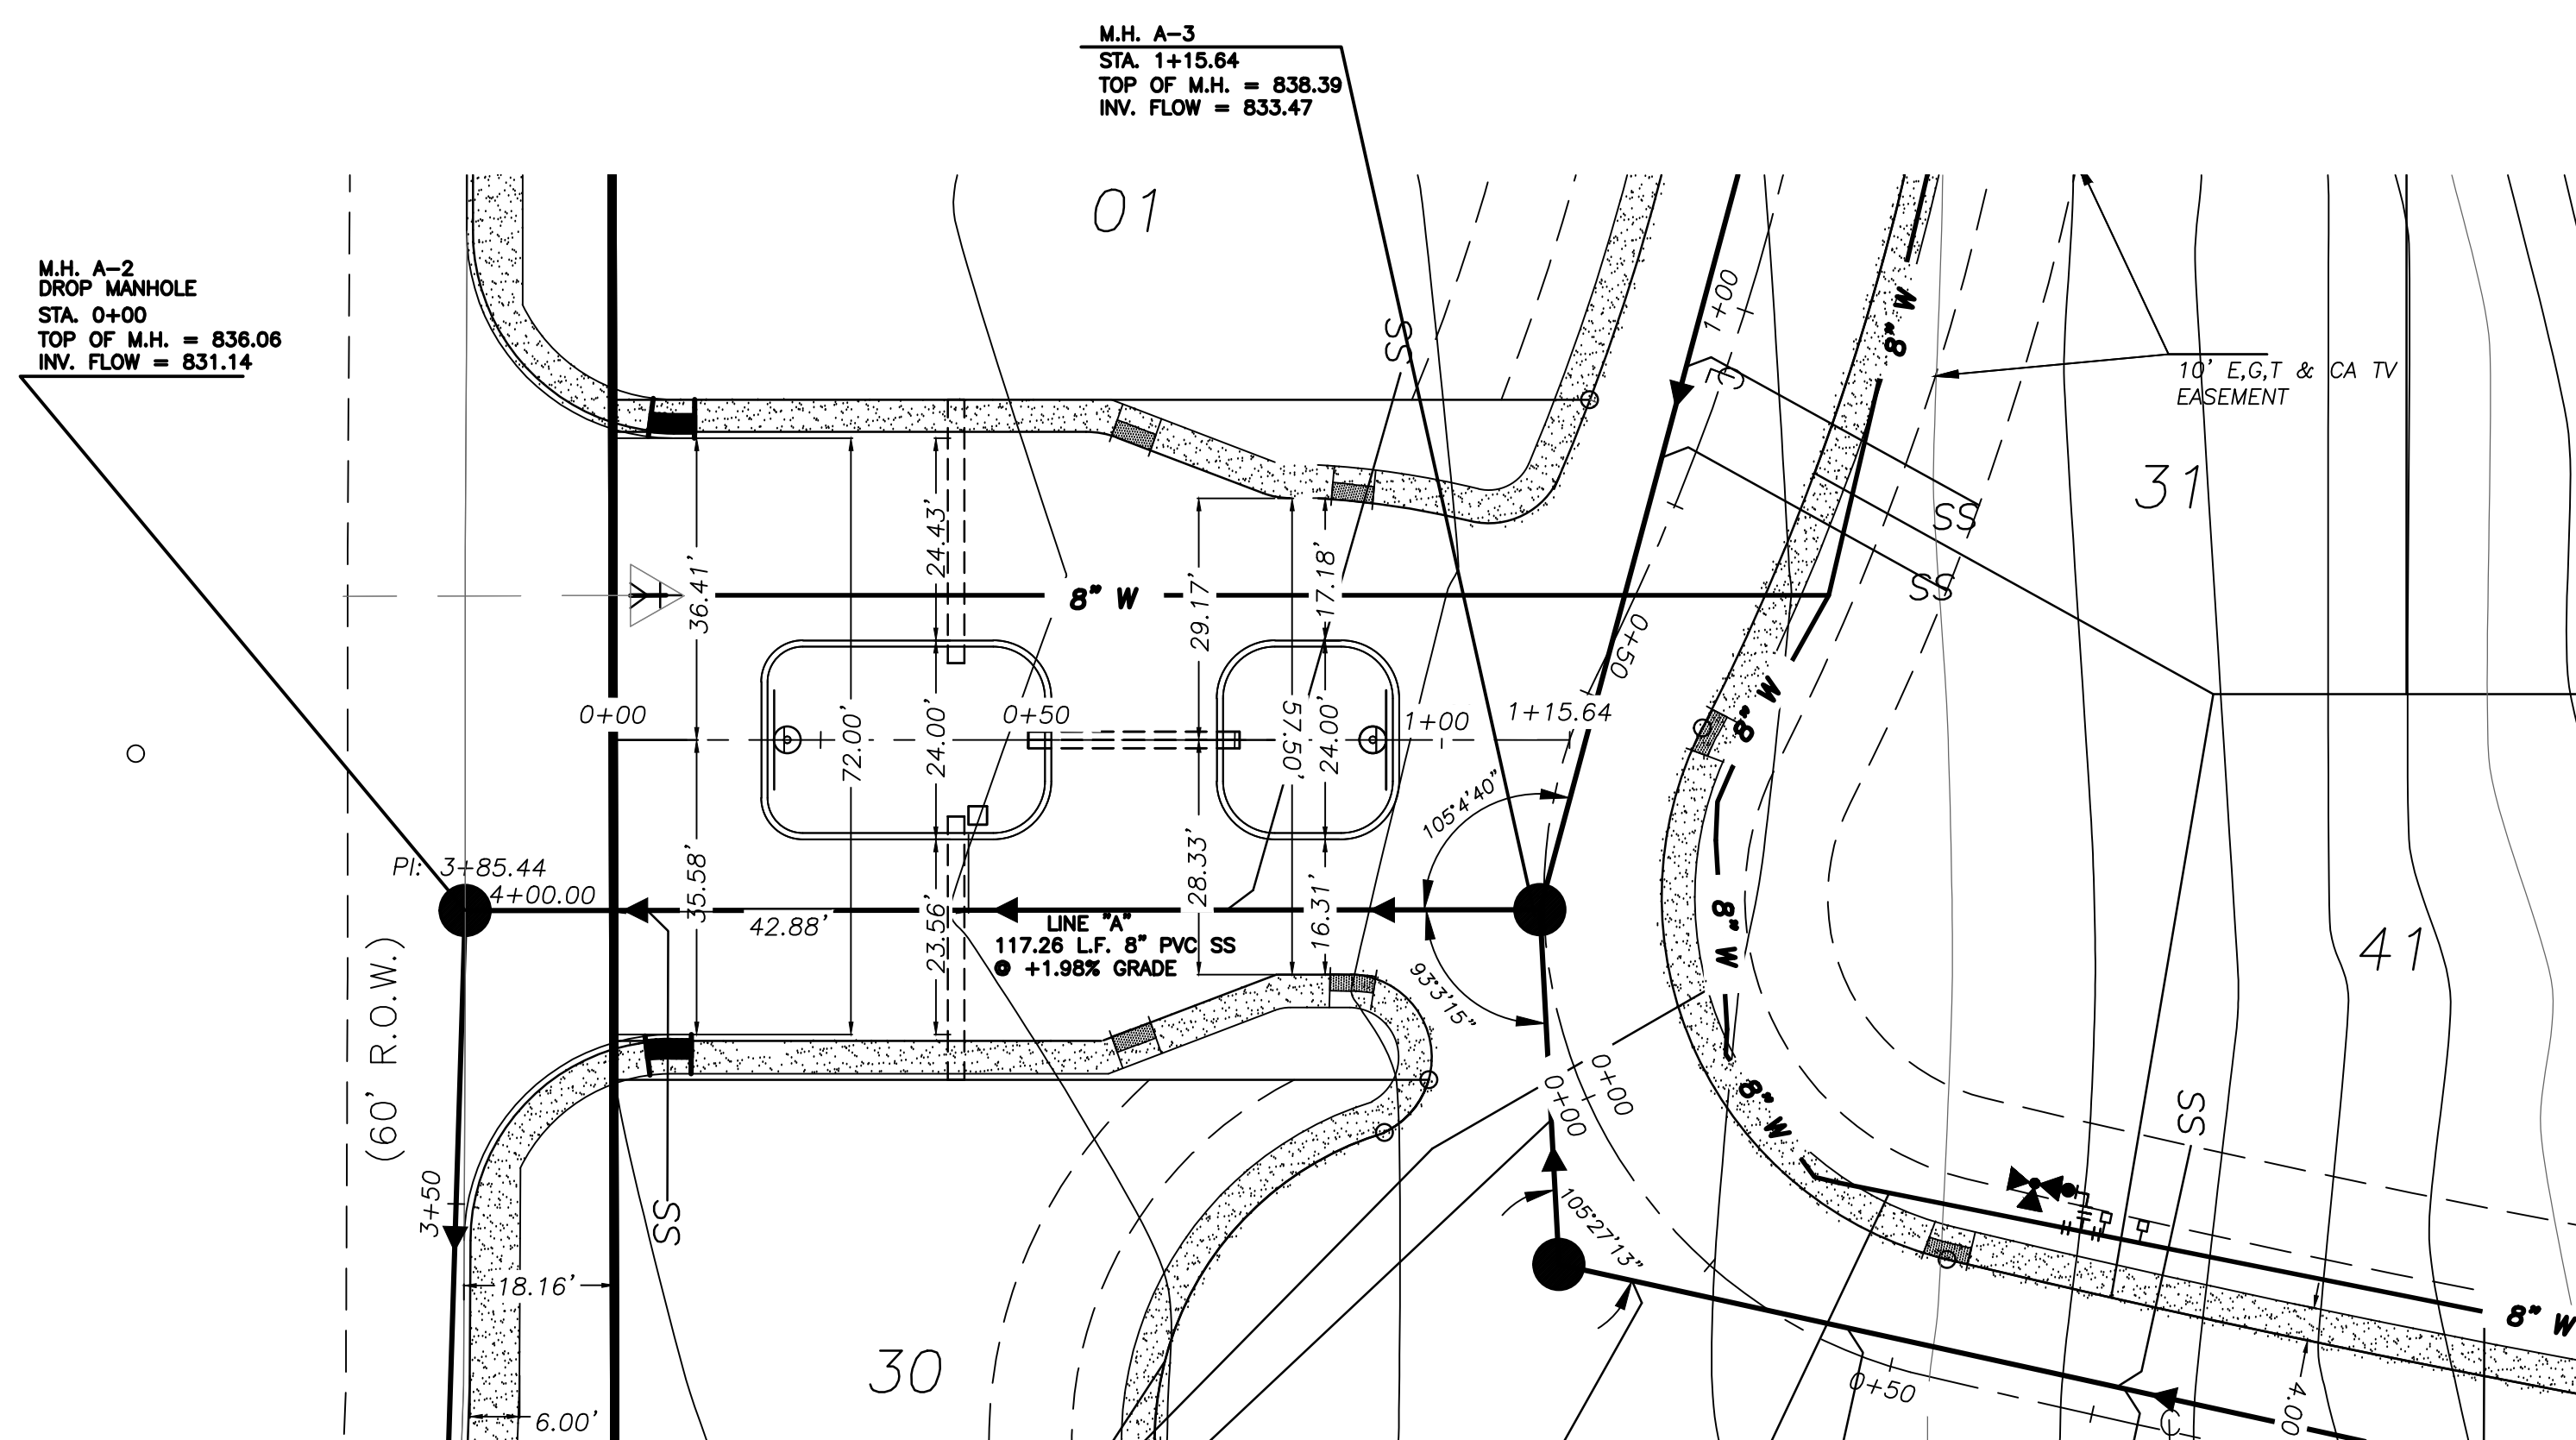 M.H. A-3
STA. 1+15.64
TOP OF M.H. = 838.39
INV. FLOW = 833.47
01
M.H. A-2
DROP MANHOLE
STA. 0+00
TOP OF M.H. = 836.06
INV. FLOW = 831.14
SS
1+00
8" W
10' E,G,T & CA TV
EASEMENT
31
SS
SS
24.43'
36.41'
8" W
29.17'
17.18'
0+50
0+00
72.00'
24.00'
0+50
57.50'
24.00'
1+00
1+15.64
8" W
105°4'40"
PI: 3+85.44
4+00.00
35.58'
42.88'
23.56'
28.33'
16.31'
LINE "A"
117.26 L.F. 8" PVC SS
@ +1.98% GRADE
93°3'15"
8" W
41
(60' R.O.W.)
0+00
0+00
8" W
SS
3+50
SS
105°27'13"
18.16'
8" W
30
0+50
4.00
6.00'
C